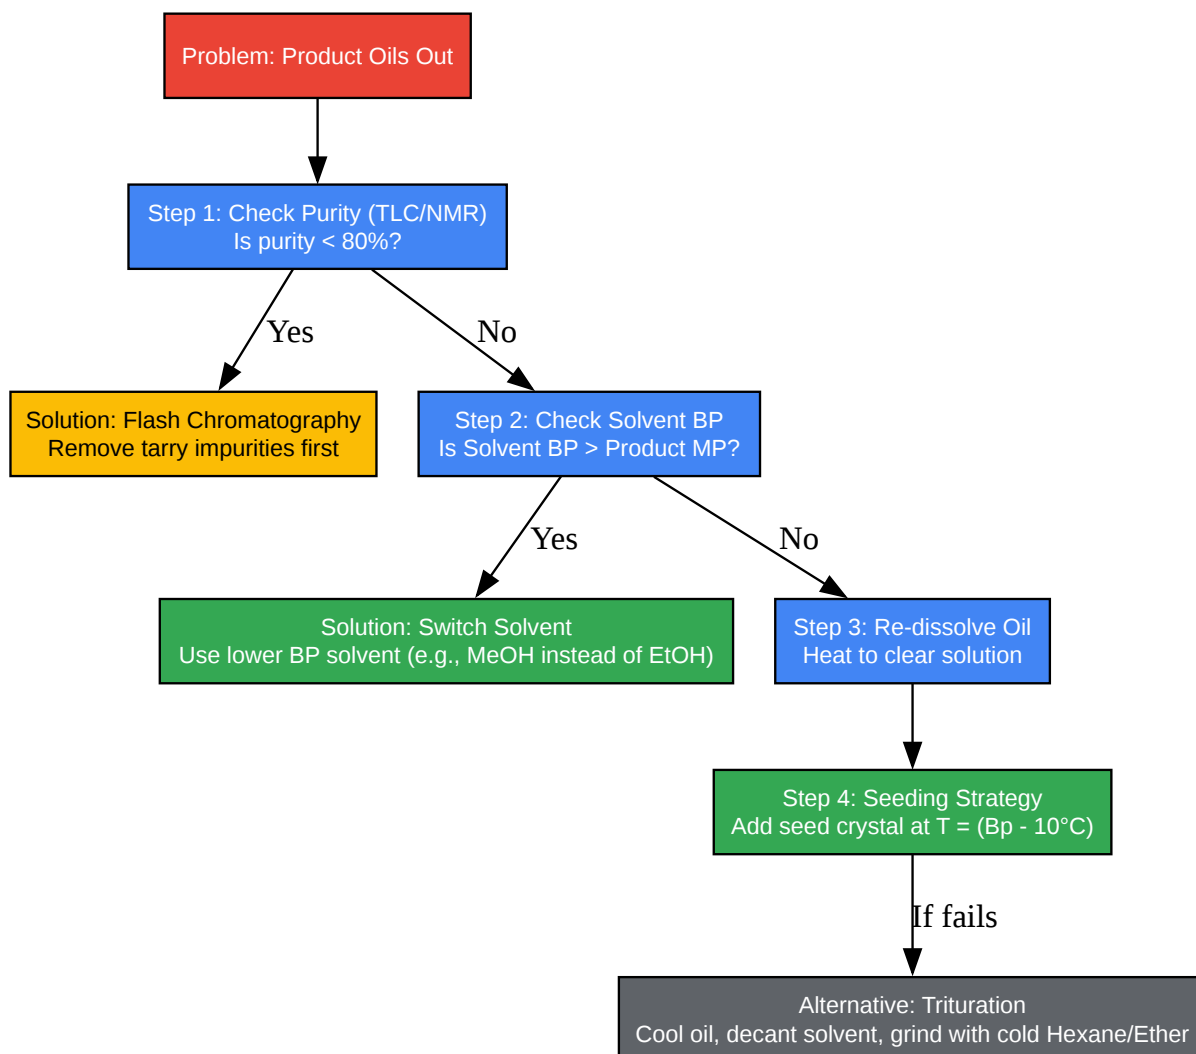 Problem: Product Oils Out
Step 1: Check Purity (TLC/NMR)
Is purity < 80%?
Yes
No
Solution: Flash Chromatography
Remove tarry impurities first
Step 2: Check Solvent BP
Is Solvent BP > Product MP?
Yes
No
Solution: Switch Solvent
Use lower BP solvent (e.g., MeOH instead of EtOH)
Step 3: Re-dissolve Oil
Heat to clear solution
Step 4: Seeding Strategy
Add seed crystal at T = (Bp - 10°C)
If fails
Alternative: Trituration
Cool oil, decant solvent, grind with cold Hexane/Ether